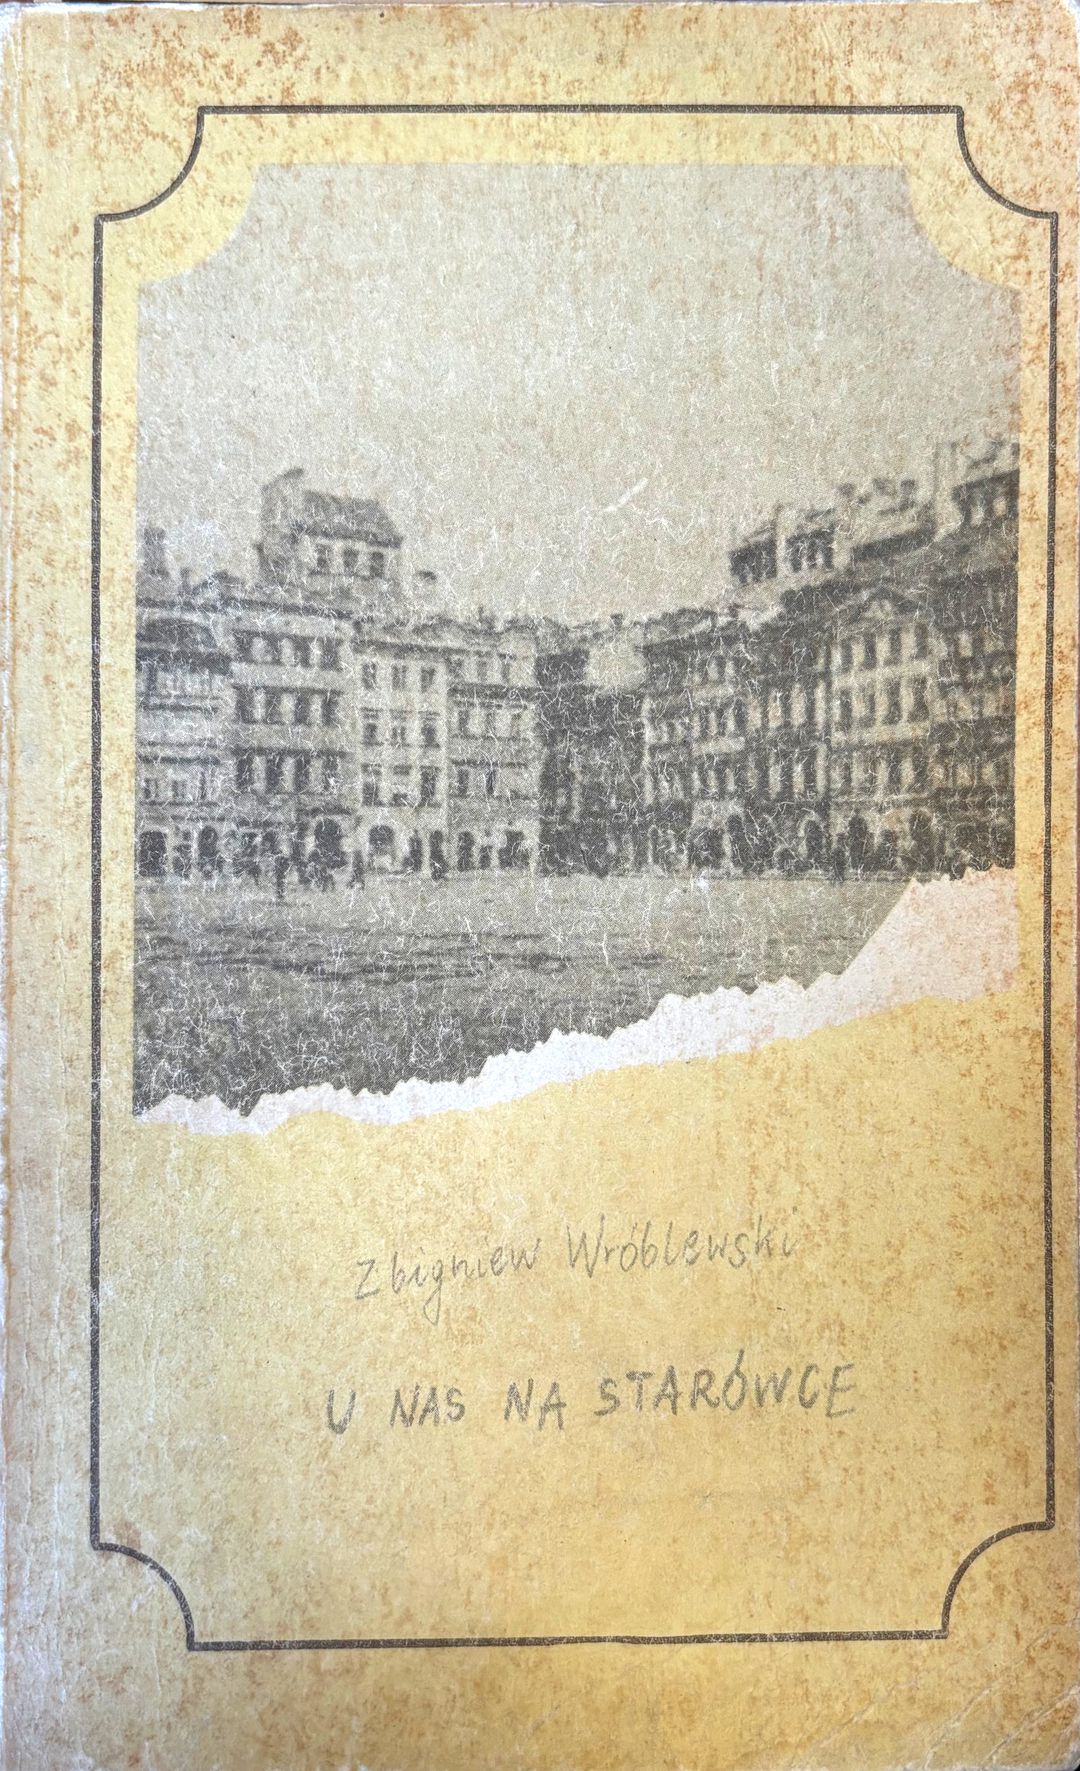 Zbigniew Wróblewski
U NAS NA STARÓWCE